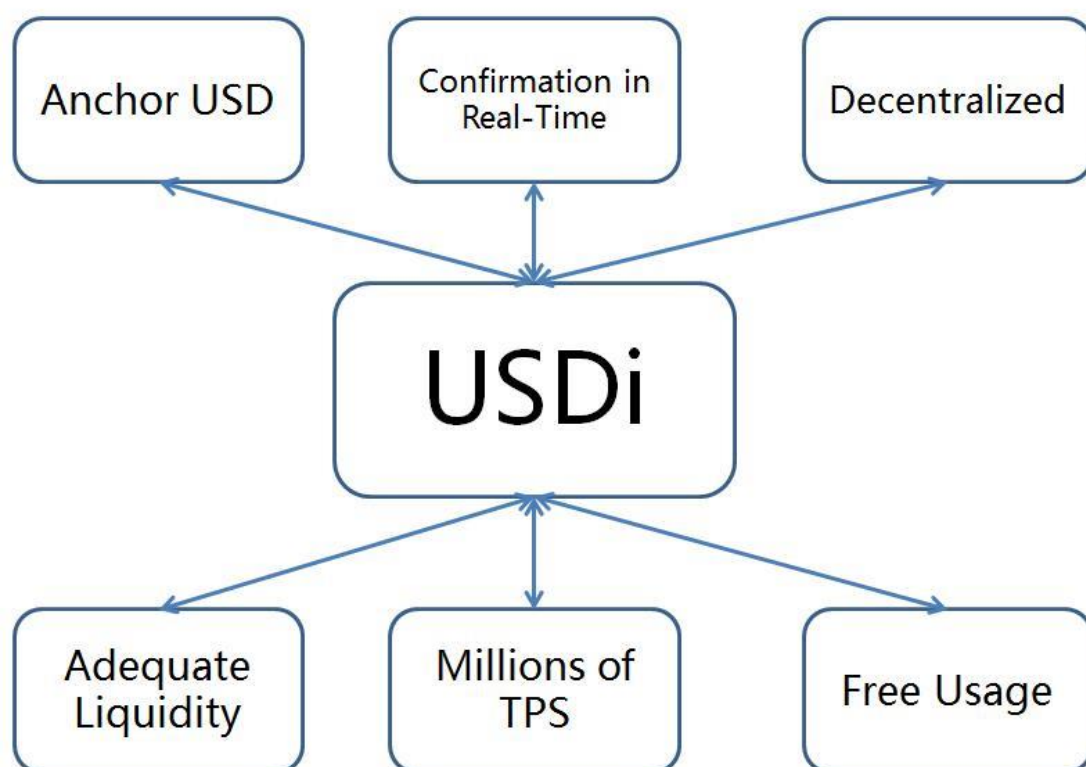 Anchor USD
Confirmation in
Real-Time
Decentralized
USDi
Adequate
Liquidity
Millions of
TPS
Free Usage